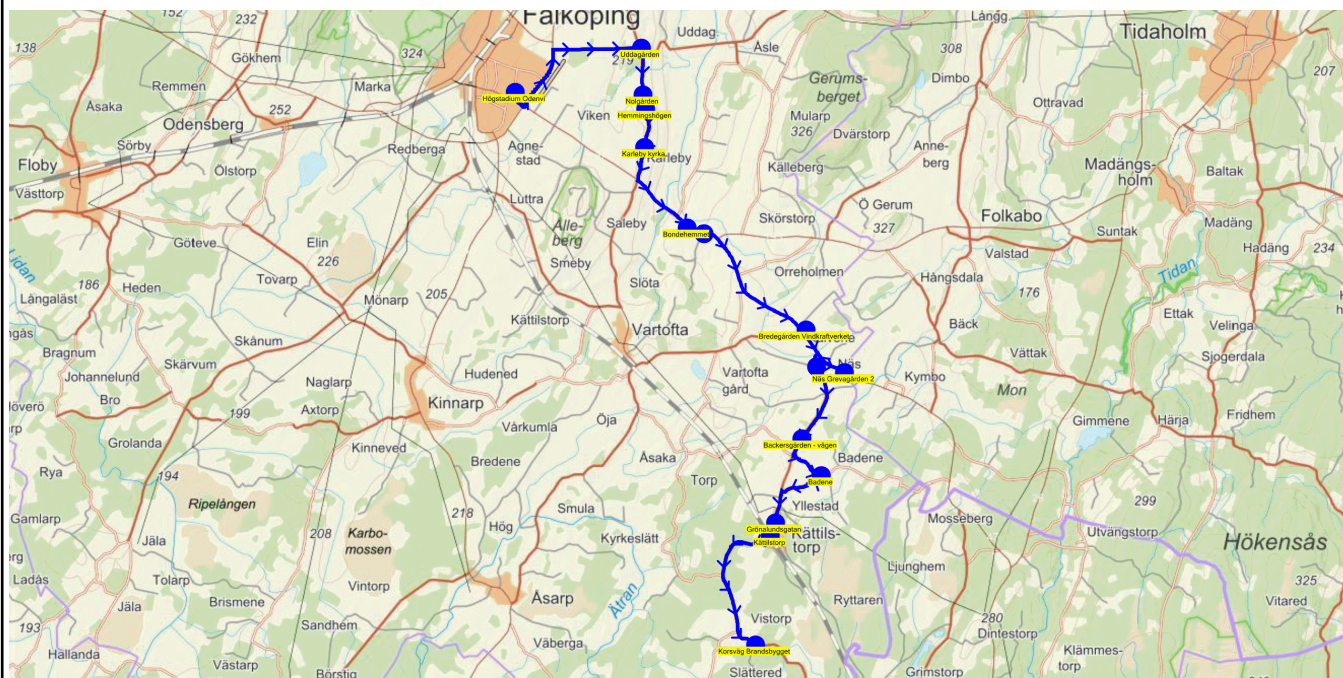 Falköping
Långg.
152
232
Uddag.
Tidaholm
138
324
Åsle
308
Gökhem
Uddagården
219
207
Remmen
Marka
Gerums-
berget
Dimbo
Åsaka
252
Högstadium Odenvi
Nolgården
Ottravad
Hemmingshögen
Odensberg
Viken
Mularp
326
Dvärstorp
Sörby
Redberga
Agne-
stad
Karleby kyrka
Karleby
Anne-
berg
Floby
Källeberg
Madängs-
holm
Baltak
Västtorp
Ölstorp
Luttra
Ö Gerum
Ålle-
berg
Saleby
Skörstorp
327
Folkabo
Madäng
Göteve
Elin
226
Bondehemmet
Suntak
Hadäng
234
Lidan
Smeby
Valstad
Tidan
Tovarp
Orreholmen
Hångsdala
186
Heden
Slöta
176
Långaläst
Mönarp
205
Ettak
Kättilstorp
Vartofta
Bäck
Velinga
Skånum
Bredegården Vindkraftverket
Bragnum
Skärvum
Vättak
Sjogerdala
Johannelund
Hudened
Näs
Näs Grevagården 2
Bro
Naglarp
Vartofta
gård
Kymbo
Mon
199
Axtorp
Kinnarp
Gimmene
Härja
Fridhem
Öja
Grolanda
Vårkumla
Backersgården - vägen
Kinneved
Bredene
Åsaka
Badene
Rya
194
Torp
Badene
299
Ripelången
Smula
Yllestad
Gamlarp
218
Mosseberg
208
Karbo-
mossen
Hög
Grönalundsgatan
Utvängstorp
Jäla
Kyrkeslätt
Kättilstorp
Kättils-
torp
Hökensås
Ladås
Tolarp
Vintorp
Ljunghem
325
Åsarp
Ätran
Brismene
Ryttaren
Vitared
Jäla
193
Sandhem
Vistorp
280
Dintestorp
Hallanda
Väberga
Korsväg Brandsbygget
Klämmes-
torp
Västarp
Börstig
Slättered
Grimstorp